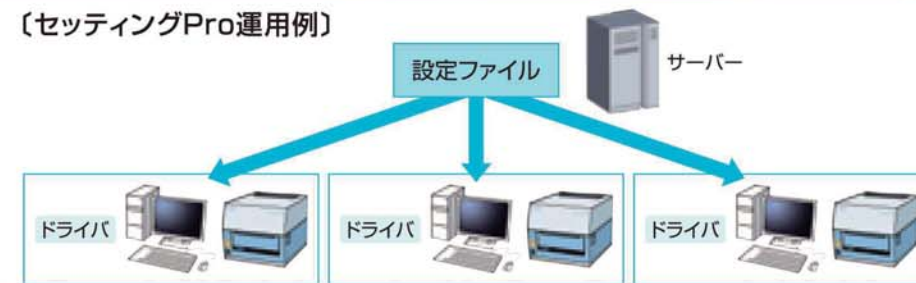 〔セッティングPro運用例〕
設定ファイル
サーバー
ドライバ
ドライバ
ドライバ